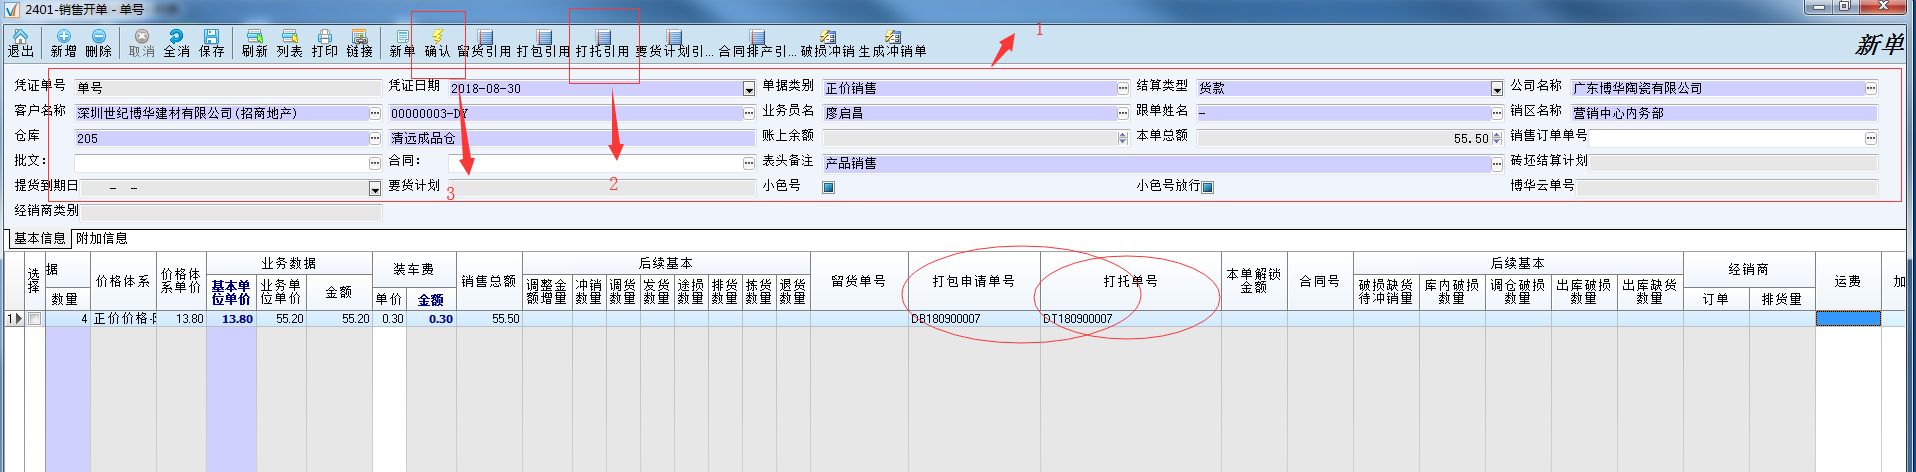 2401-销售开单 - 单号
退出 新增 删除 取消 全消 保存 刷新 列表 打印 链接 新单 确认 留货引用 打包引用 打托引用 要货计划引... 合同排产引... 破损冲销 生成冲销单
1
新单
凭证单号 单号 凭证日期 2018-08-30 单据类别 正价销售 结算类型 货款 公司名称 广东博华陶瓷有限公司
客户名称 深圳世纪博华建材有限公司(招商地产) 00000003-DY 业务员名 廖启昌 跟单姓名 - 销区名称 营销中心内务部
仓库 205 清远成品仓 账上余额 本单总额 55.50 销售订单单号
批文: 合同: 表头备注 产品销售 砖坯结算计划
提货到期日 - - 要货计划 小色号 小色号放行 博华云单号
3 2
经销商类别
基本信息 附加信息
选择 据 价格体系 价格体系单价 业务数据 装车费 销售总额 后续基本 留货单号 打包申请单号 打托单号 本单解锁金额 合同号 后续基本 经销商 运费 加
数量 基本单位单价 业务单位单价 金额 单价 金额 调整金额增量 冲销数量 调货数量 发货数量 途损数量 排货数量 拣货数量 退货数量 破损缺货待冲销量 库内破损数量 调仓破损数量 出库破损数量 出库缺货数量 订单 排货量
1 4 正价价格- 13.80 13.80 55.20 55.20 0.30 0.30 55.50 DB180900007 DT180900007